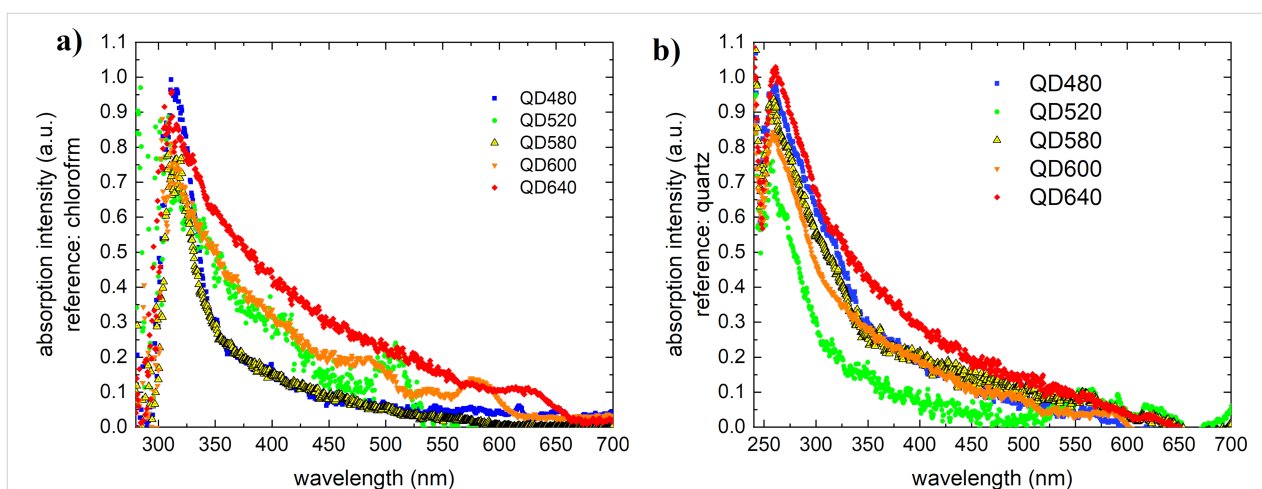 a)
1.1
1.0
0.9
0.8
0.7
0.6
0.5
0.4
0.3
0.2
0.1
0.0
absorption intensity (a.u.)
reference: chlorofrm
QD480
QD520
QD580
QD600
QD640
300 350 400 450 500 550 600 650 700
wavelength (nm)
b)
1.1
1.0
0.9
0.8
0.7
0.6
0.5
0.4
0.3
0.2
0.1
0.0
absorption intensity (a.u.)
reference: quartz
QD480
QD520
QD580
QD600
QD640
250 300 350 400 450 500 550 600 650 700
wavelength (nm)